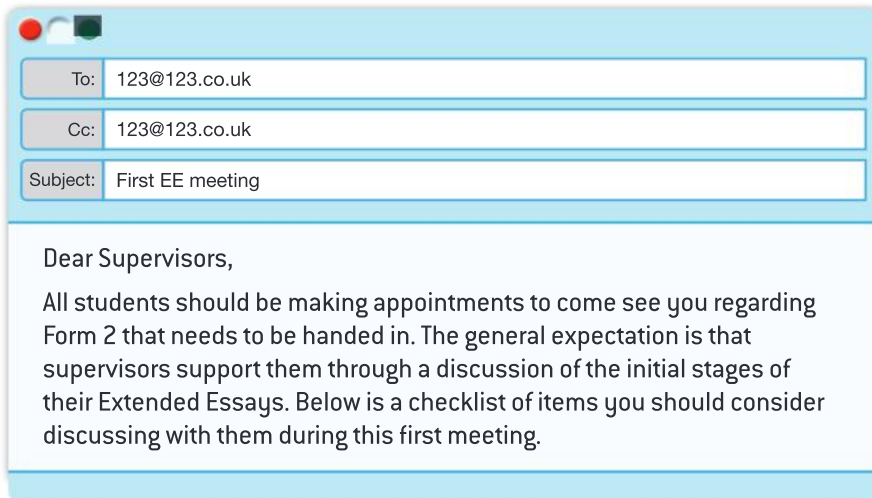 To: 123@123.co.uk
Cc: 123@123.co.uk
Subject: First EE meeting
Dear Supervisors,
All students should be making appointments to come see you regarding
Form 2 that needs to be handed in. The general expectation is that
supervisors support them through a discussion of the initial stages of
their Extended Essays. Below is a checklist of items you should consider
discussing with them during this first meeting.